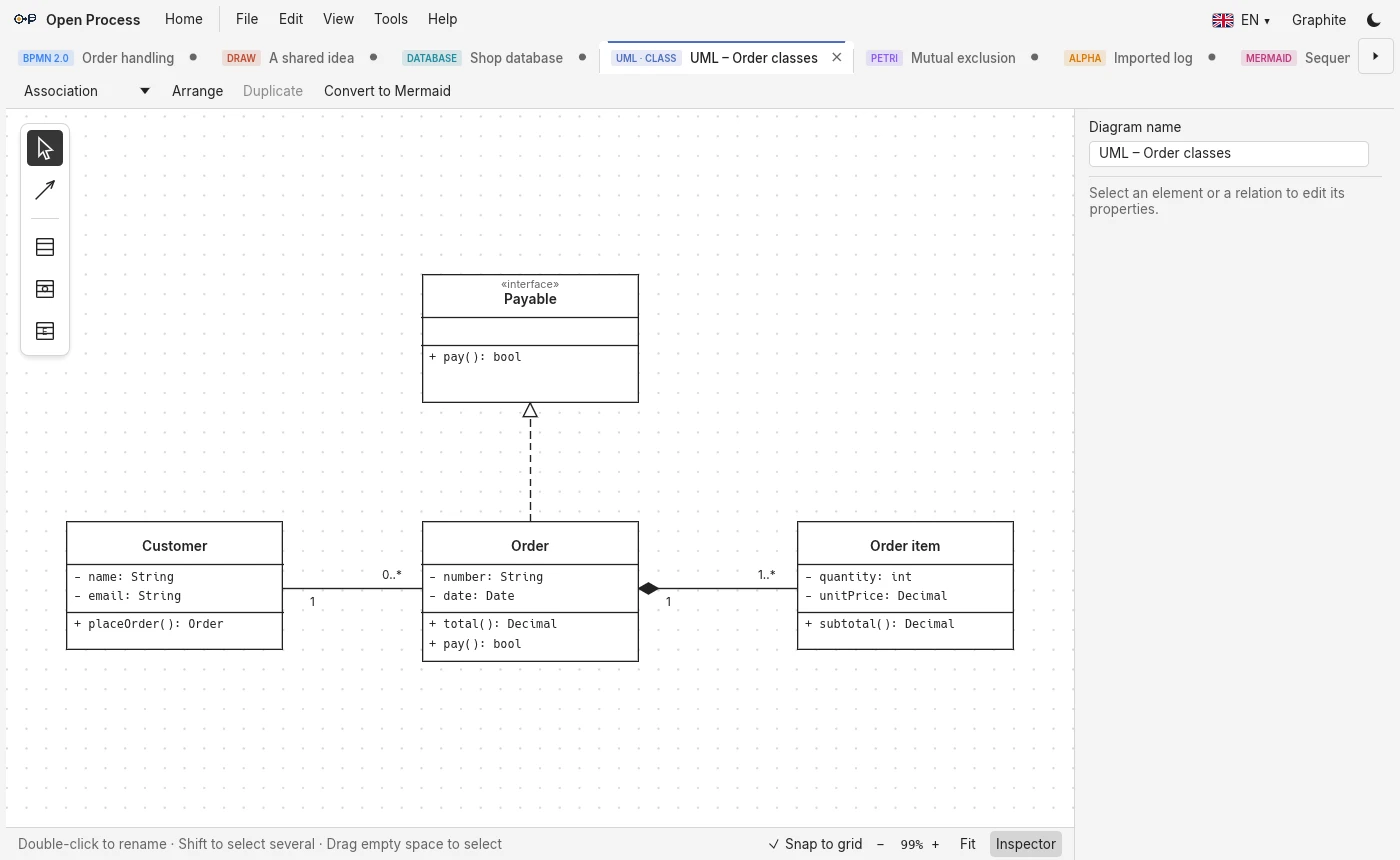 Open Process Home File Edit View Tools Help EN ▾ Graphite
BPMN 2.0 Order handling DRAW A shared idea DATABASE Shop database UML · CLASS UML – Order classes PETRI Mutual exclusion ALPHA Imported log MERMAID Sequer
Association Arrange Duplicate Convert to Mermaid
Diagram name
UML – Order classes
Select an element or a relation to edit its
properties.
«interface»
Payable
+ pay(): bool
Customer
- name: String
- email: String
+ placeOrder(): Order
1
0..*
Order
- number: String
- date: Date
+ total(): Decimal
+ pay(): bool
1
1..*
Order item
- quantity: int
- unitPrice: Decimal
+ subtotal(): Decimal
E
Double-click to rename · Shift to select several · Drag empty space to select ✓ Snap to grid − 99% + Fit Inspector